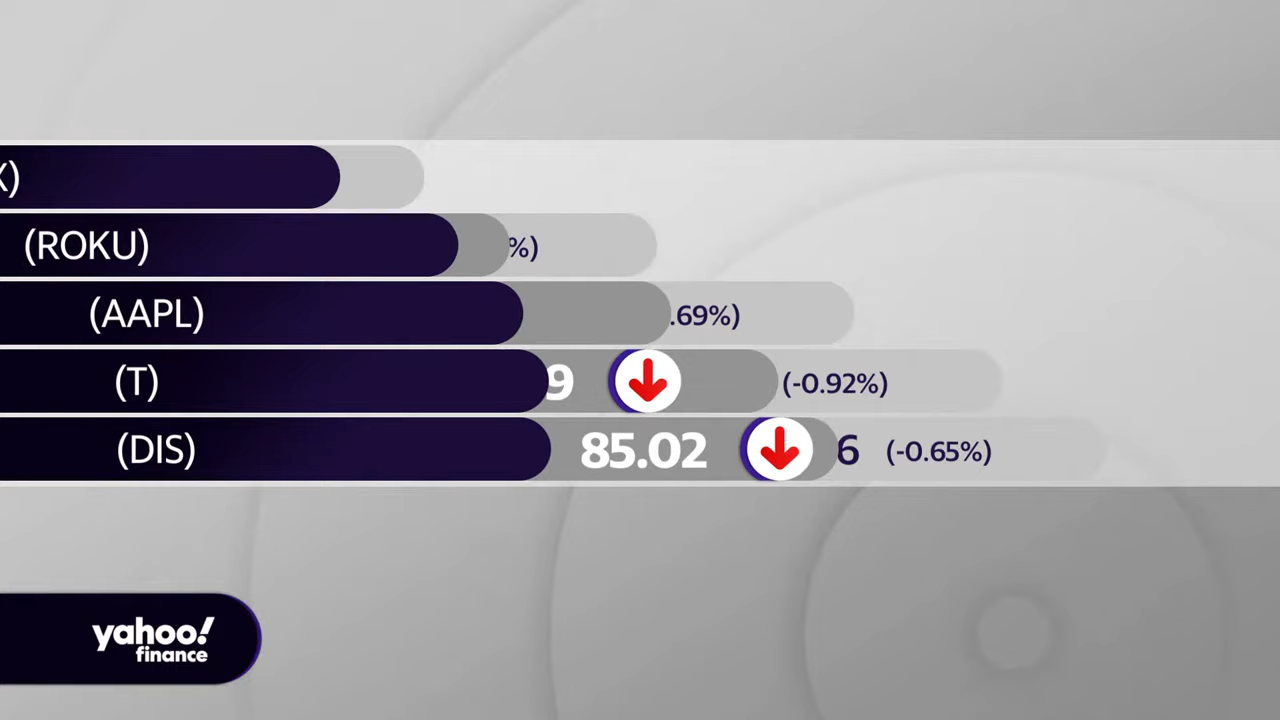 X)
(ROKU) %)
(AAPL) .69%)
(T) 9 (-0.92%)
(DIS) 85.02 6 (-0.65%)
yahoo!
finance